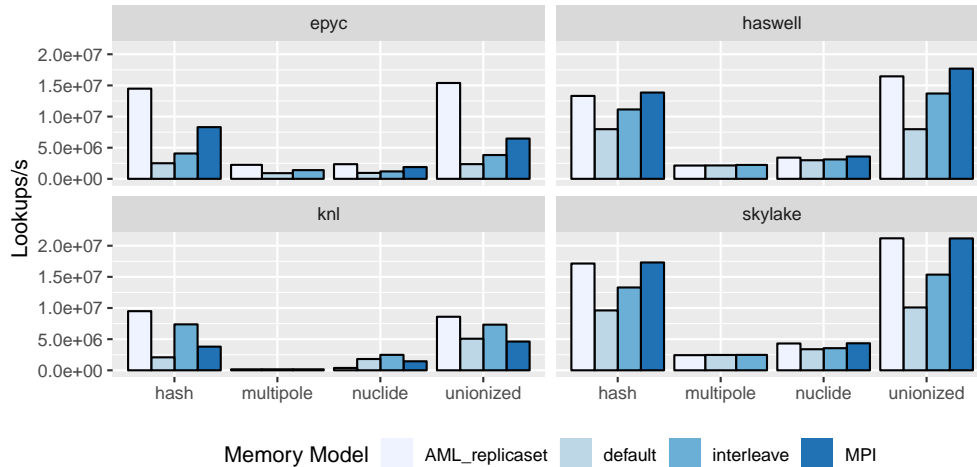 epyc
haswell
2.0e+07
1.5e+07
1.0e+07
5.0e+06
0.0e+00
knl
skylake
2.0e+07
1.5e+07
1.0e+07
5.0e+06
0.0e+00
Lookups/s
hash multipole nuclide unionized
hash multipole nuclide unionized
Memory Model AML_replicaset default interleave MPI